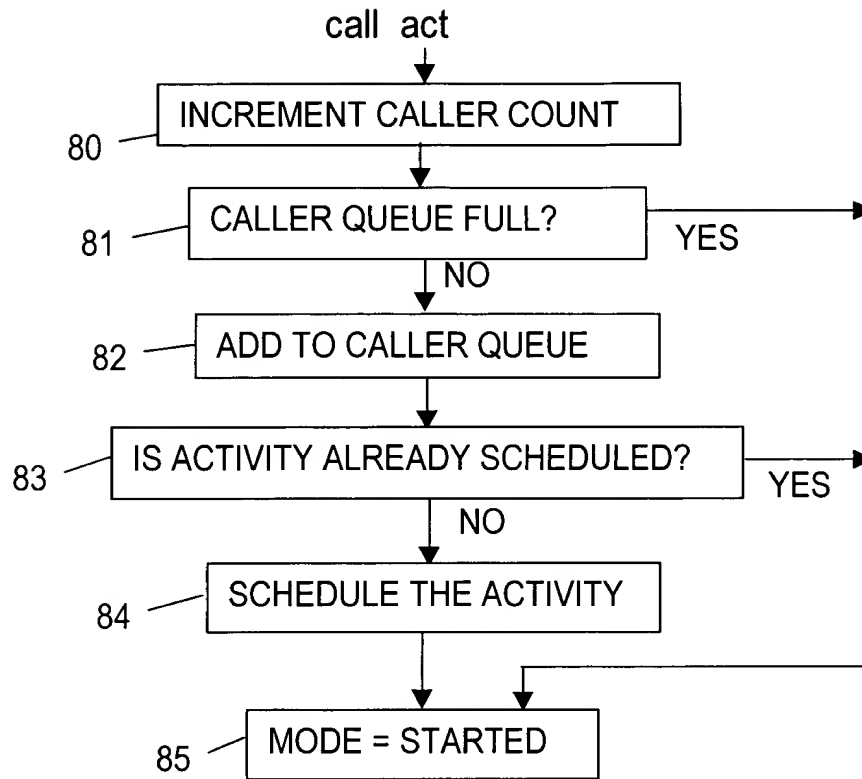 call act
INCREMENT CALLER COUNT
80
CALLER QUEUE FULL?
81
YES
NO
ADD TO CALLER QUEUE
82
IS ACTIVITY ALREADY SCHEDULED?
83
YES
NO
SCHEDULE THE ACTIVITY
84
MODE = STARTED
85